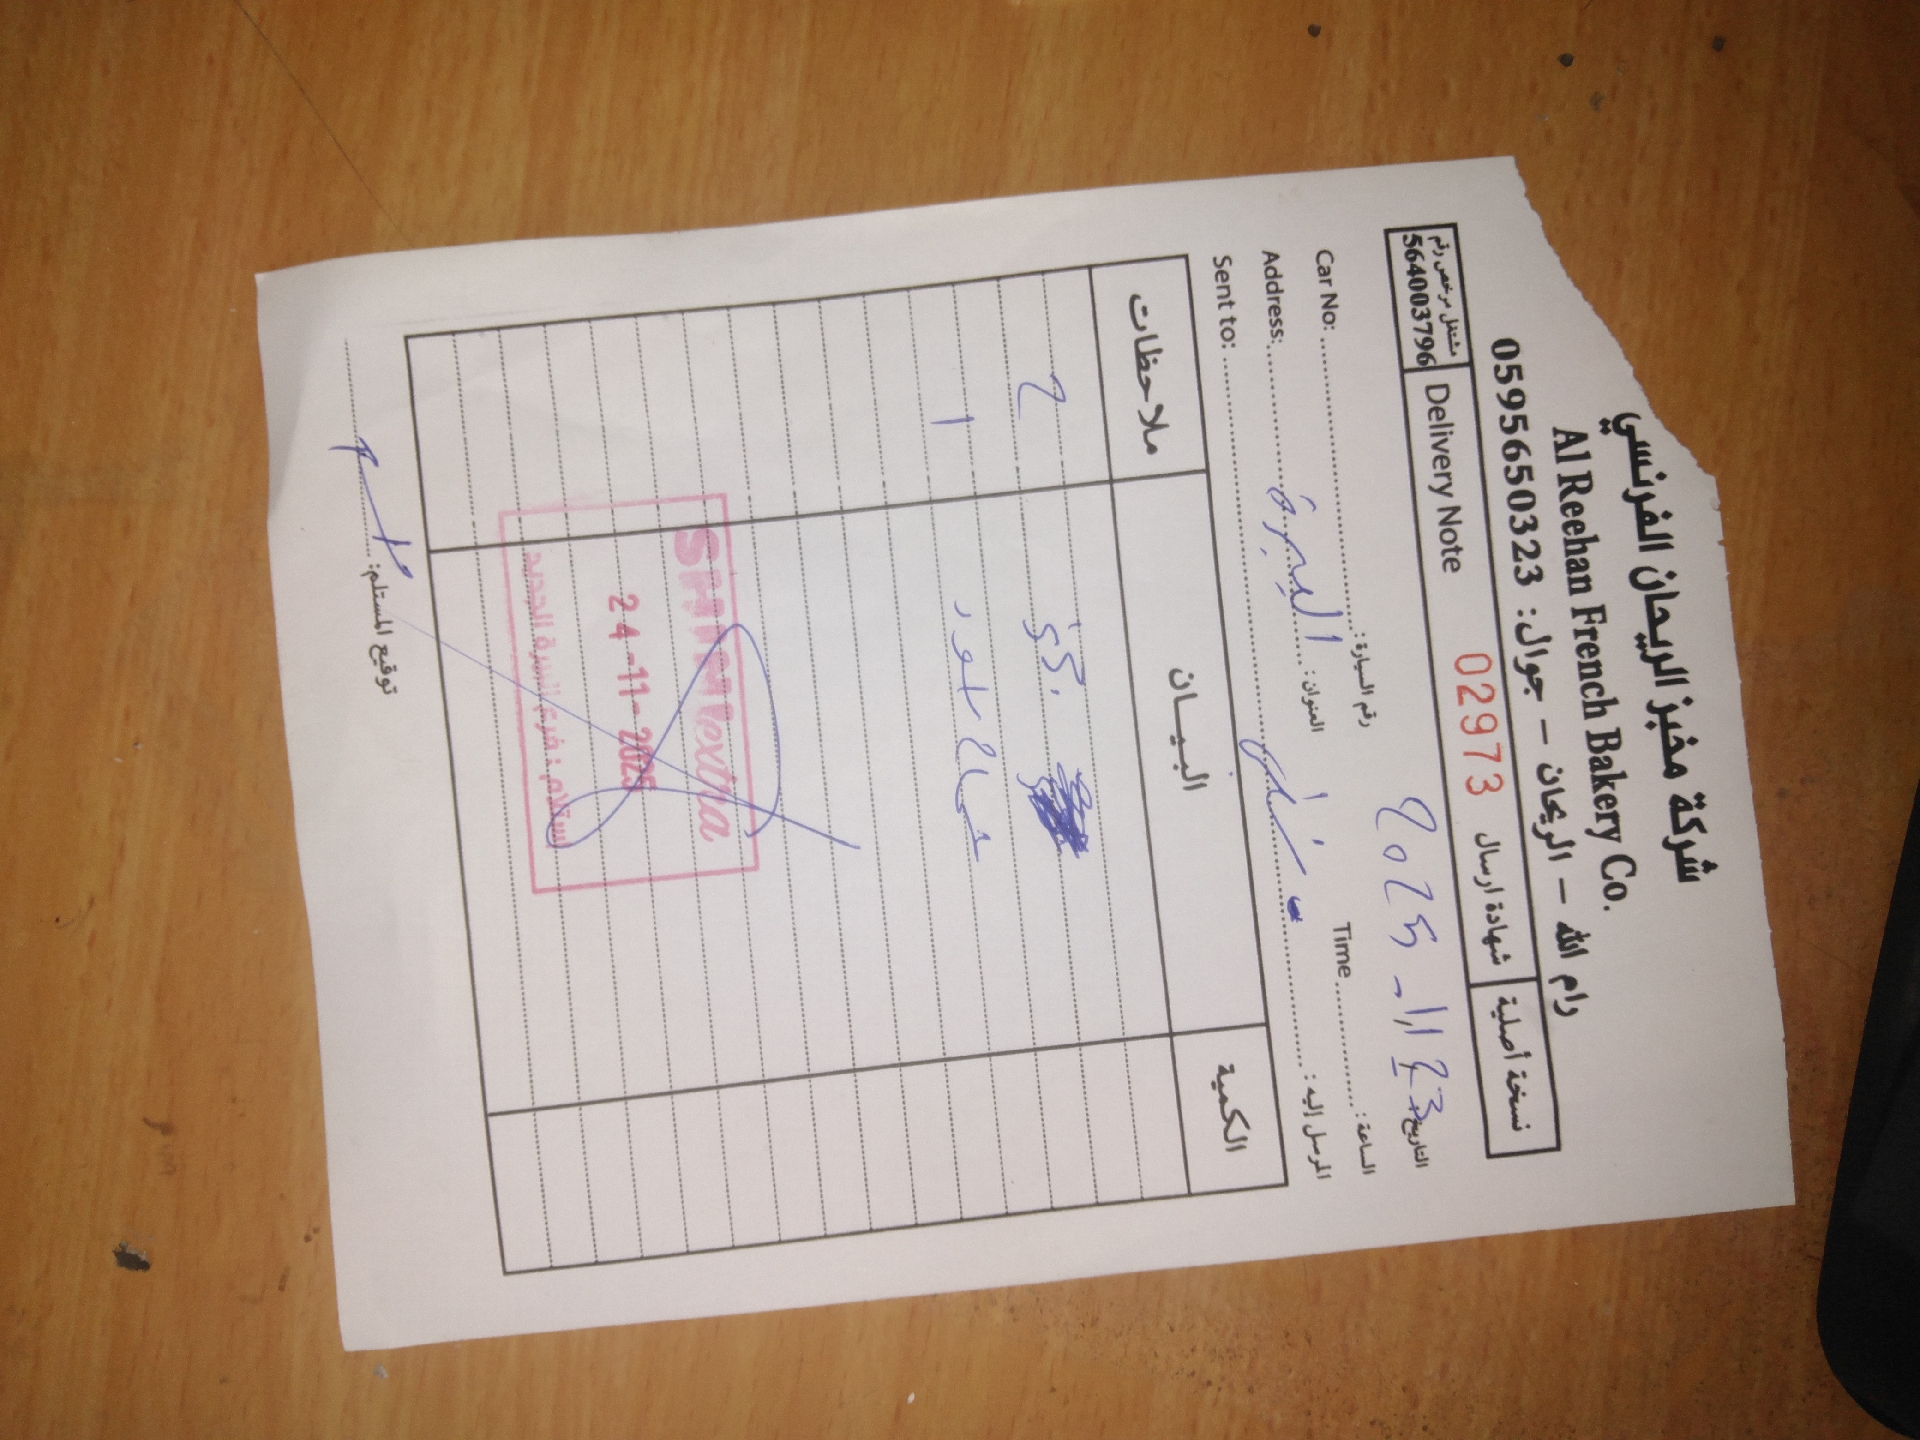 شركة مخبز الريحان الفرنسي
Al Reehan French Bakery Co.
رام الله – الريحان – جوال: 0595650323
نسخة أصلية شهادة ارسال 02973 Delivery Note مشتغل مرخص رقم 564003796
التاريخ: 23-11-2025
الساعة: Time رقم السيارة: Car No:
العنوان: البيرة Address:
المرسل إليه: Sent to:
الكمية البيــــان ملاحظات
2
1
extra
24-11-2025
توقيع المستلم: